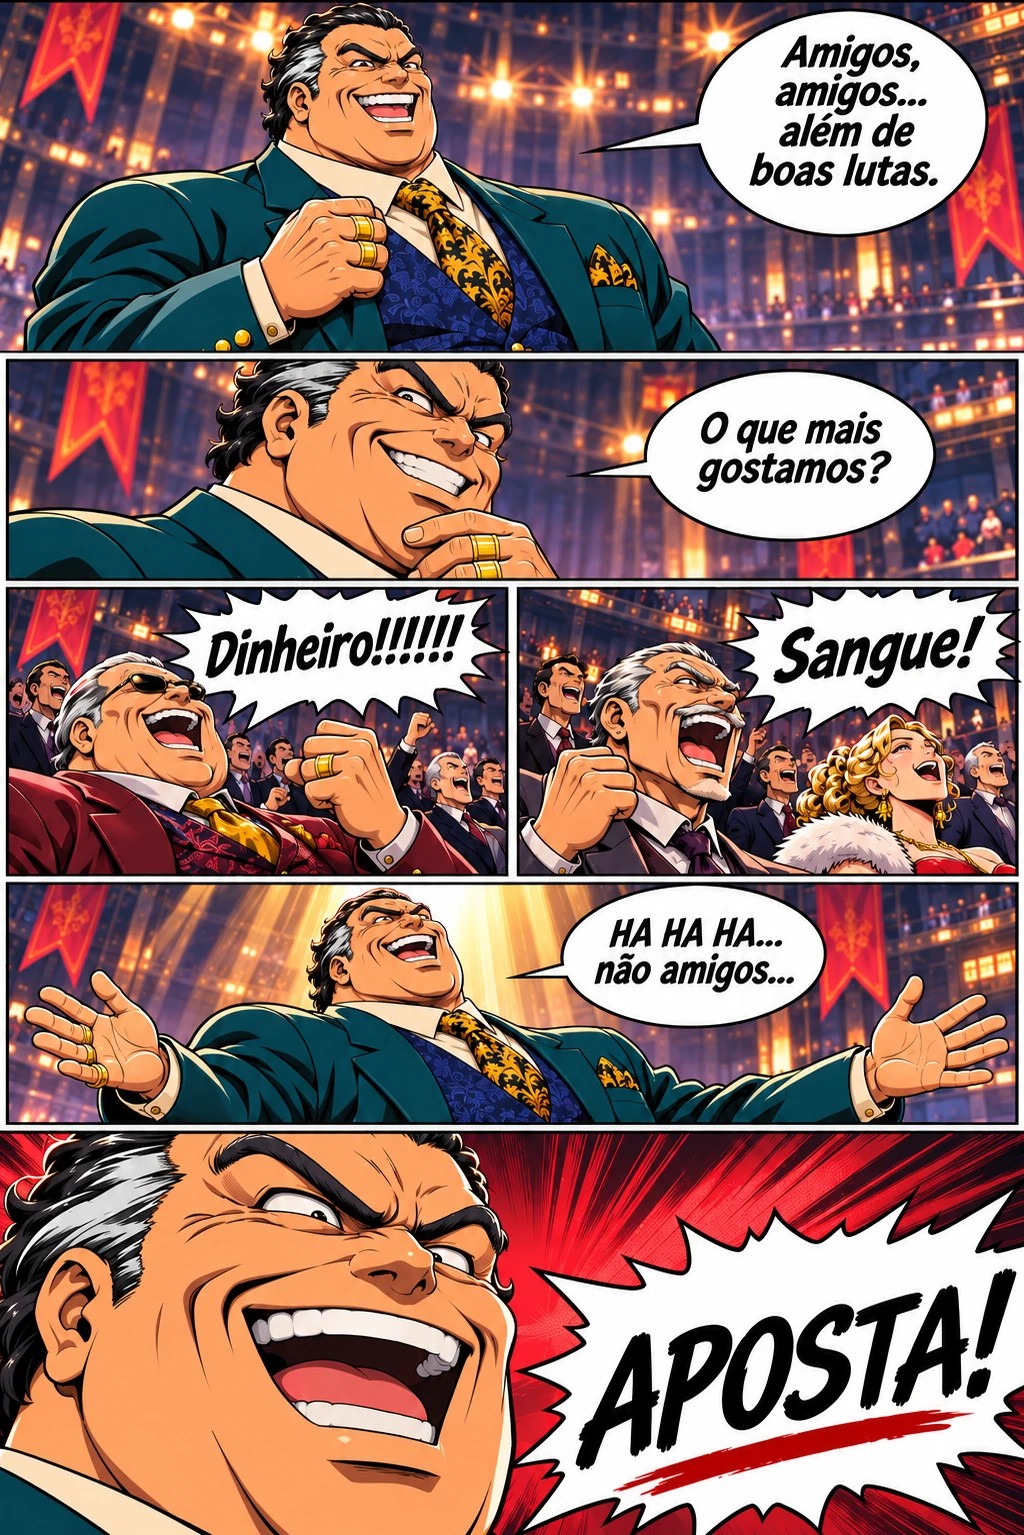 Amigos,
amigos...
além de
boas lutas.
O que mais
gostamos?
Dinheiro!!!!!!
Sangue!
HA HA HA...
não amigos...
APOSTA!